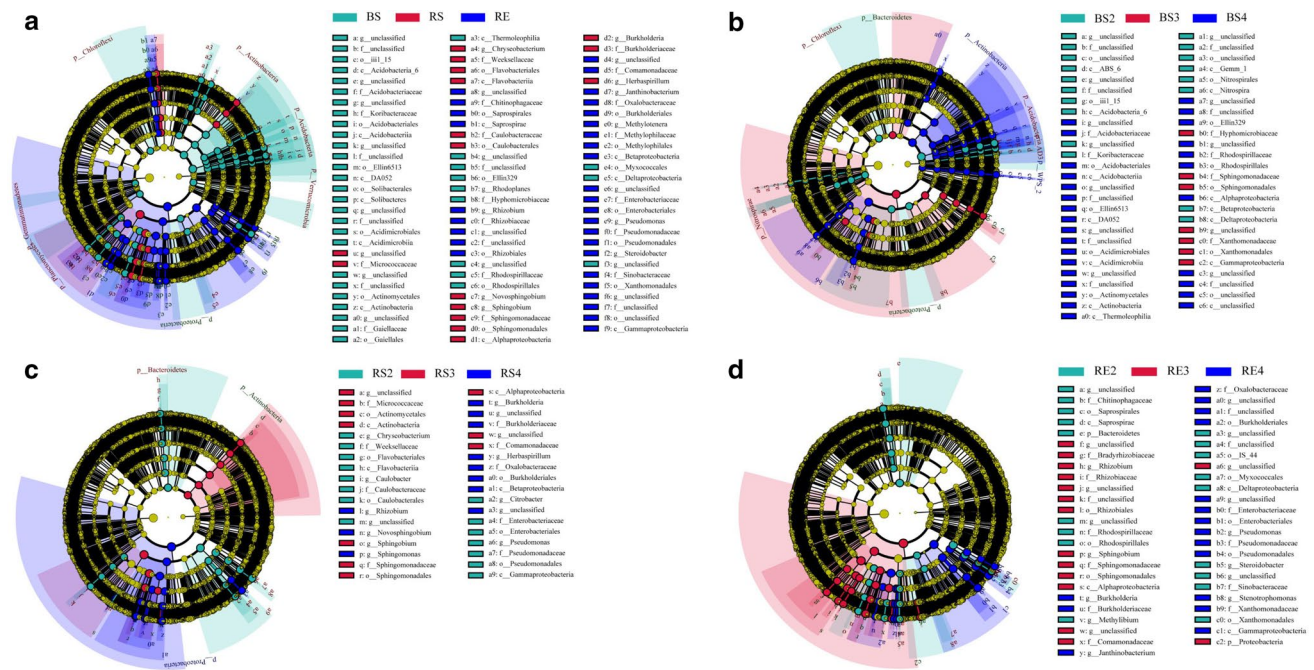 a
BS RS RE
a: g__unclassified
b: f__unclassified
c: o__iii1_15
d: c__Acidobacteria_6
e: g__unclassified
f: f__Acidobacteriaceae
g: g__unclassified
h: f__Koribacteraceae
i: o__Acidobacteriales
j: c__Acidobacteriia
k: g__unclassified
l: f__unclassified
m: o__Ellin6513
n: c__DA052
o: o__Solibacterales
p: c__Solibacteres
q: g__unclassified
r: f__unclassified
s: o__Acidimicrobiales
t: c__Acidimicrobiia
u: g__unclassified
v: f__Micrococcaceae
w: g__unclassified
x: f__unclassified
y: o__Actinomycetales
z: c__Actinobacteria
a0: g__unclassified
a1: f__Gaiellaceae
a2: o__Gaiellales
a3: c__Thermoleophilia
a4: g__Chryseobacterium
a5: f__Weeksellaceae
a6: o__Flavobacteriales
a7: c__Flavobacteriia
a8: g__unclassified
a9: f__Chitinophagaceae
b0: o__Saprospirales
b1: c__Saprospirae
b2: f__Caulobacteraceae
b3: o__Caulobacterales
b4: g__unclassified
b5: f__unclassified
b6: o__Ellin329
b7: g__Rhodoplanes
b8: f__Hyphomicrobiaceae
b9: g__Rhizobium
c0: f__Rhizobiaceae
c1: g__unclassified
c2: f__unclassified
c3: o__Rhizobiales
c4: g__unclassified
c5: f__Rhodospirillaceae
c6: o__Rhodospirillales
c7: g__Novosphingobium
c8: g__Sphingobium
c9: f__Sphingomonadaceae
d0: o__Sphingomonadales
d1: c__Alphaproteobacteria
d2: g__Burkholderia
d3: f__Burkholderiaceae
d4: g__unclassified
d5: f__Comamonadaceae
d6: g__Herbaspirillum
d7: g__Janthinobacterium
d8: f__Oxalobacteraceae
d9: o__Burkholderiales
e0: g__Methylotenera
e1: f__Methylophilaceae
e2: o__Methylophilales
e3: c__Betaproteobacteria
e4: o__Myxococcales
e5: c__Deltaproteobacteria
e6: g__unclassified
e7: f__Enterobacteriaceae
e8: o__Enterobacteriales
e9: g__Pseudomonas
f0: f__Pseudomonadaceae
f1: o__Pseudomonadales
f2: g__Steroidobacter
f3: g__unclassified
f4: f__Sinobacteraceae
f5: o__Xanthomonadales
f6: g__unclassified
f7: f__unclassified
f8: o__unclassified
f9: c__Gammaproteobacteria
p__Chloroflexi
p__Actinobacteria
p__Acidobacteria
p__Verrucomicrobia
p__Gemmatimonadetes
p__Planctomycetes
p__Proteobacteria
b
BS2 BS3 BS4
a: g__unclassified
b: f__unclassified
c: o__unclassified
d: c__ABS_6
e: g__unclassified
f: f__unclassified
g: o__iii1_15
h: c__Acidobacteria_6
i: g__unclassified
j: f__Acidobacteriaceae
k: g__unclassified
l: f__Koribacteraceae
m: o__Acidobacteriales
n: c__Acidobacteriia
o: g__unclassified
p: f__unclassified
q: o__Ellin6513
r: c__DA052
s: g__unclassified
t: f__unclassified
u: o__Acidimicrobiales
v: c__Acidimicrobiia
w: g__unclassified
x: f__unclassified
y: o__Actinomycetales
z: c__Actinobacteria
a0: c__Thermoleophilia
a1: g__unclassified
a2: f__unclassified
a3: o__unclassified
a4: c__Gemm_1
a5: o__Nitrospirales
a6: c__Nitrospira
a7: g__unclassified
a8: f__unclassified
a9: o__Ellin329
b0: f__Hyphomicrobiaceae
b1: g__unclassified
b2: f__Rhodospirillaceae
b3: o__Rhodospirillales
b4: f__Sphingomonadaceae
b5: o__Sphingomonadales
b6: c__Alphaproteobacteria
b7: c__Betaproteobacteria
b8: c__Deltaproteobacteria
b9: g__unclassified
c0: f__Xanthomonadaceae
c1: o__Xanthomonadales
c2: c__Gammaproteobacteria
c3: g__unclassified
c4: f__unclassified
c5: o__unclassified
c6: c__unclassified
p__Bacteroidetes
p__Chloroflexi
p__Actinobacteria
p__Nitrospirae
p__Proteobacteria
c
RS2 RS3 RS4
a: g__unclassified
b: f__Micrococcaceae
c: o__Actinomycetales
d: c__Actinobacteria
e: g__Chryseobacterium
f: f__Weeksellaceae
g: o__Flavobacteriales
h: c__Flavobacteriia
i: g__Caulobacter
j: f__Caulobacteraceae
k: o__Caulobacterales
l: g__Rhizobium
m: g__unclassified
n: g__Novosphingobium
o: g__Sphingobium
p: g__Sphingomonas
q: f__Sphingomonadaceae
r: o__Sphingomonadales
s: c__Alphaproteobacteria
t: g__Burkholderia
u: g__unclassified
v: f__Burkholderiaceae
w: g__unclassified
x: f__Comamonadaceae
y: g__Herbaspirillum
z: f__Oxalobacteraceae
a0: o__Burkholderiales
a1: c__Betaproteobacteria
a2: g__Citrobacter
a3: g__unclassified
a4: f__Enterobacteriaceae
a5: o__Enterobacteriales
a6: g__Pseudomonas
a7: f__Pseudomonadaceae
a8: o__Pseudomonadales
a9: c__Gammaproteobacteria
p__Bacteroidetes
p__Actinobacteria
p__Proteobacteria
d
RE2 RE3 RE4
a: g__unclassified
b: f__Chitinophagaceae
c: o__Saprospirales
d: c__Saprospirae
e: p__Bacteroidetes
f: g__unclassified
g: f__Bradyrhizobiaceae
h: g__Rhizobium
i: f__Rhizobiaceae
j: g__unclassified
k: f__unclassified
l: o__Rhizobiales
m: g__unclassified
n: f__Rhodospirillaceae
o: o__Rhodospirillales
p: g__Sphingobium
q: f__Sphingomonadaceae
r: o__Sphingomonadales
s: c__Alphaproteobacteria
t: g__Burkholderia
u: f__Burkholderiaceae
v: g__Methylibium
w: g__unclassified
x: f__Comamonadaceae
y: g__Janthinobacterium
z: f__Oxalobacteraceae
a0: g__unclassified
a1: f__unclassified
a2: o__Burkholderiales
a3: g__unclassified
a4: f__unclassified
a5: o__IS_44
a6: g__unclassified
a7: o__Myxococcales
a8: c__Deltaproteobacteria
a9: g__unclassified
b0: f__Enterobacteriaceae
b1: o__Enterobacteriales
b2: g__Pseudomonas
b3: f__Pseudomonadaceae
b4: o__Pseudomonadales
b5: g__Steroidobacter
b6: g__unclassified
b7: f__Sinobacteraceae
b8: g__Stenotrophomonas
b9: f__Xanthomonadaceae
c0: o__Xanthomonadales
c1: c__Gammaproteobacteria
c2: p__Proteobacteria